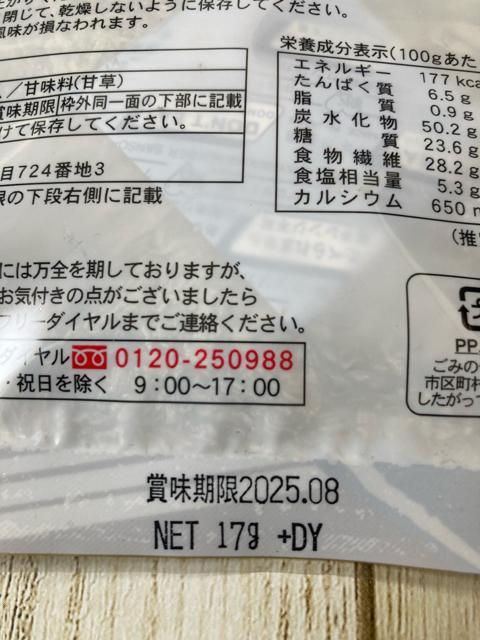 閉じて、乾燥しないように保存してください。
風味が損なわれます。
／甘味料(甘草)
賞味期限 枠外同一面の下部に記載
けて保存してください。
目724番地3
限の下段右側に記載
栄養成分表示(100gあた
エネルギー 177 kca
たんぱく質 6.5 g
脂質 0.9 g
炭水化物 50.2 g
糖質 23.6 g
食物繊維 28.2 g
食塩相当量 5.3 g
カルシウム 650 m
(推
には万全を期しておりますが、
お気付きの点がございましたら
フリーダイヤルまでご連絡ください。
ダイヤル 0120-250988
・祝日を除く 9:00〜17:00
PP
ごみの
市区町村
したがって
賞味期限2025.08
NET 17g +DY